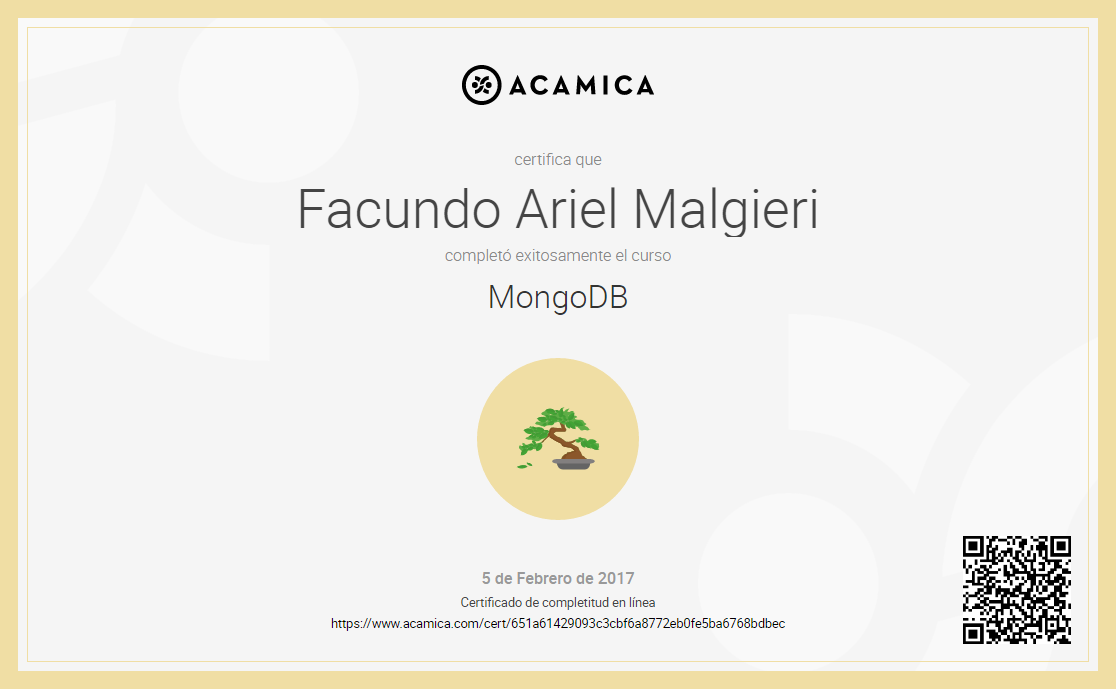 ACAMICA
certifica que
Facundo Ariel Malgieri
completó exitosamente el curso
MongoDB
5 de Febrero de 2017
Certificado de completitud en línea
https://www.acamica.com/cert/651a61429093c3cbf6a8772eb0fe5ba6768bdbec